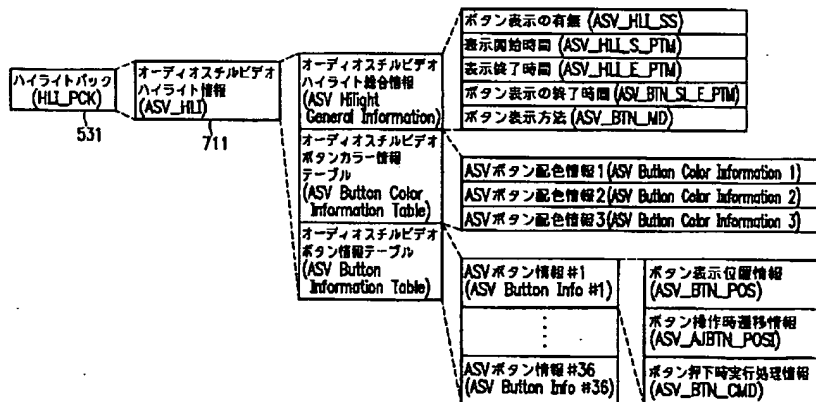 ハイライトパック
(HLI_PCK)
531
オーディオスチルビデオ
ハイライト情報
(ASV_HLI)
711
オーディオスチルビデオ
ハイライト総合情報
(ASV Hilight
General Information)
オーディオスチルビデオ
ボタンカラー情報
テーブル
(ASV Button Color
Information Table)
オーディオスチルビデオ
ボタン情報テーブル
(ASV Button
Information Table)
ボタン表示の有無 (ASV_HLI_SS)
表示開始時間 (ASV_HLI_S_PTM)
表示終了時間 (ASV_HLI_E_PTM)
ボタン表示の終了時間 (ASV_BTN_SL_E_PTM)
ボタン表示方法 (ASV_BTN_MD)
ASVボタン配色情報1 (ASV Button Color Information 1)
ASVボタン配色情報2 (ASV Button Color Information 2)
ASVボタン配色情報3 (ASV Button Color Information 3)
ASVボタン情報 #1
(ASV Button Info #1)
ASVボタン情報 #36
(ASV Button Info #36)
ボタン表示位置情報
(ASV_BTN_POS)
ボタン操作時遷移情報
(ASV_AJBTN_POSI)
ボタン押下時実行処理情報
(ASV_BTN_CMD)